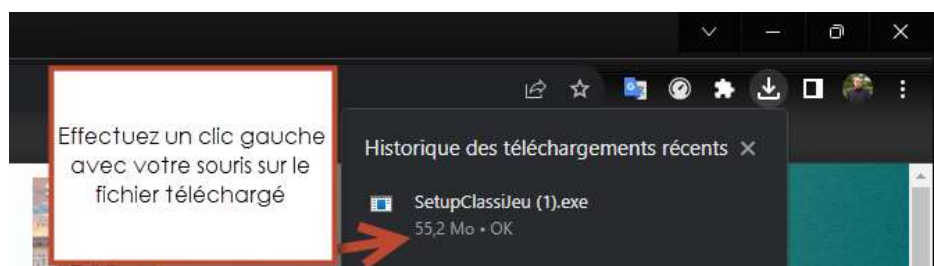 Effectuez un clic gauche
avec votre souris sur le
fichier téléchargé
Historique des téléchargements récents
SetupClassiJeu (1).exe
55,2 Mo • OK